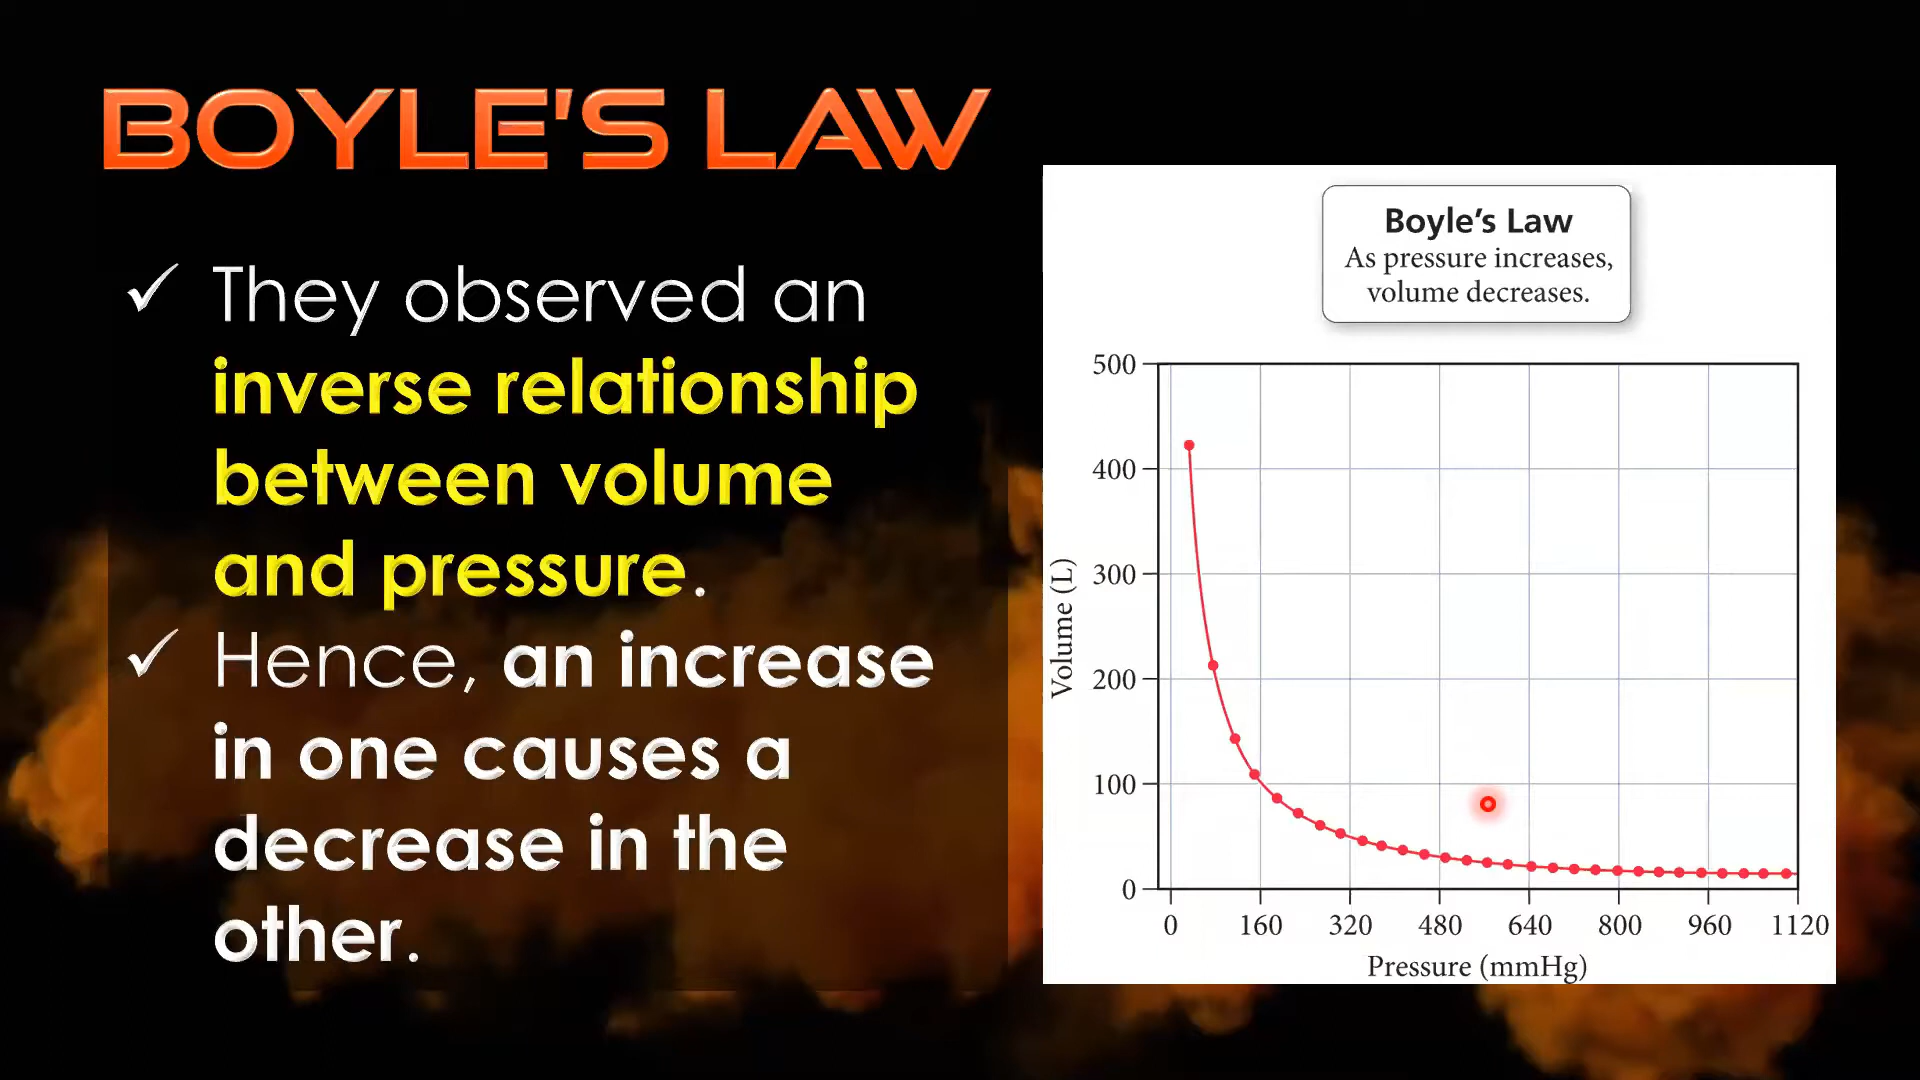 BOYLE'S LAW
✓ They observed an
inverse relationship
between volume
and pressure.
✓ Hence, an increase
in one causes a
decrease in the
other.
Boyle’s Law
As pressure increases,
volume decreases.
Volume (L)
500
400
300
200
100
0
0 160 320 480 640 800 960 1120
Pressure (mmHg)